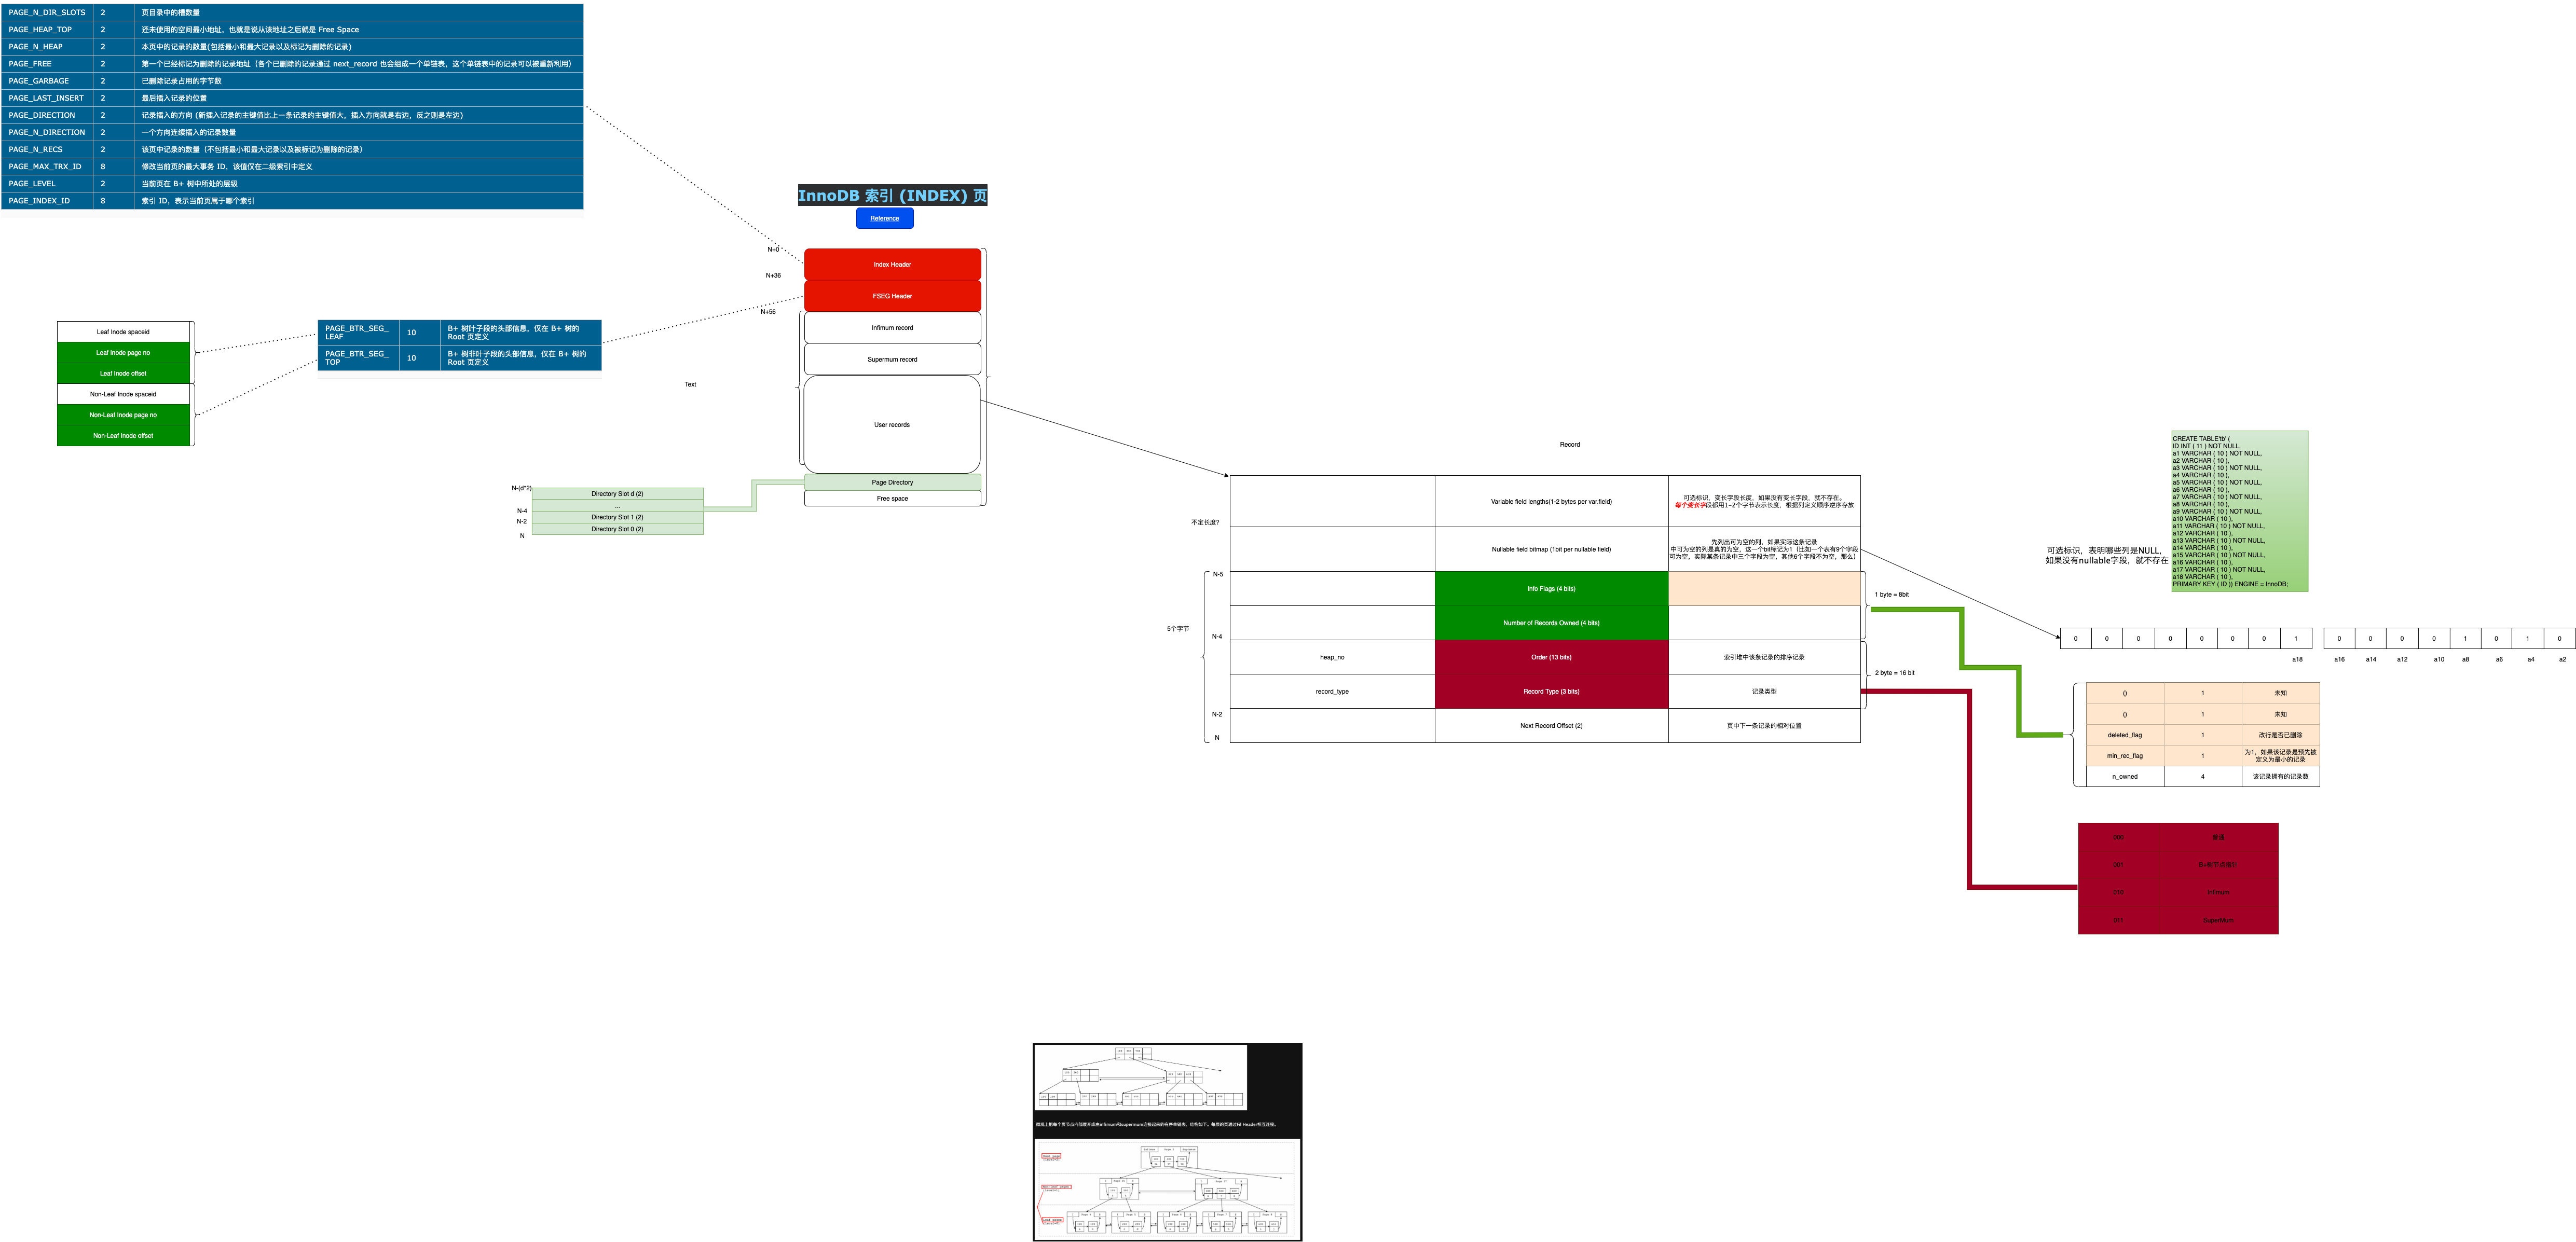 PAGE_N_DIR_SLOTS 2 页目录中的槽数量
PAGE_HEAP_TOP 2 还未使用的空间最小地址，也就是说从该地址之后就是 Free Space
PAGE_N_HEAP 2 本页中的记录的数量(包括最小和最大记录以及标记为删除的记录)
PAGE_FREE 2 第一个已经标记为删除的记录地址（各个已删除的记录通过 next_record 也会组成一个单链表，这个单链表中的记录可以被重新利用）
PAGE_GARBAGE 2 已删除记录占用的字节数
PAGE_LAST_INSERT 2 最后插入记录的位置
PAGE_DIRECTION 2 记录插入的方向 (新插入记录的主键值比上一条记录的主键值大，插入方向就是右边，反之则是左边)
PAGE_N_DIRECTION 2 一个方向连续插入的记录数量
PAGE_N_RECS 2 该页中记录的数量（不包括最小和最大记录以及被标记为删除的记录）
PAGE_MAX_TRX_ID 8 修改当前页的最大事务 ID，该值仅在二级索引中定义
PAGE_LEVEL 2 当前页在 B+ 树中所处的层级
PAGE_INDEX_ID 8 索引 ID，表示当前页属于哪个索引
InnoDB 索引 (INDEX) 页
Reference
N+0
Index Header
N+36
FSEG Header
N+56
Infimum record
Supermum record
Text
User records
Page Directory
Free space
Leaf Inode spaceid
Leaf Inode page no
Leaf Inode offset
Non-Leaf Inode spaceid
Non-Leaf Inode page no
Non-Leaf Inode offset
PAGE_BTR_SEG_
LEAF
10
B+ 树叶子段的头部信息，仅在 B+ 树的
Root 页定义
PAGE_BTR_SEG_
TOP
10
B+ 树非叶子段的头部信息，仅在 B+ 树的
Root 页定义
N-(d*2)
Directory Slot d (2)
...
N-4
Directory Slot 1 (2)
N-2
Directory Slot 0 (2)
N
Record
Variable field lengths(1-2 bytes per var.field)
可选标识，变长字段长度，如果没有变长字段，就不存在。
每个变长字段都用1~2个字节表示长度，根据列定义顺序逆序存放
不定长度?
Nullable field bitmap (1bit per nullable field)
先列出可为空的列，如果实际这条记录
中可为空的列是真的为空，这一个bit标记为1（比如一个表有9个字段
可为空，实际某条记录中三个字段为空，其他6个字段不为空，那么）
N-5
Info Flags (4 bits)
Number of Records Owned (4 bits)
1 byte = 8bit
5个字节
N-4
heap_no
Order (13 bits)
索引堆中该条记录的排序记录
2 byte = 16 bit
record_type
Record Type (3 bits)
记录类型
N-2
Next Record Offset (2)
页中下一条记录的相对位置
N
可选标识，表明哪些列是NULL，
如果没有nullable字段，就不存在
CREATE TABLE'tb' (
ID INT ( 11 ) NOT NULL,
a1 VARCHAR ( 10 ) NOT NULL,
a2 VARCHAR ( 10 ),
a3 VARCHAR ( 10 ) NOT NULL,
a4 VARCHAR ( 10 ),
a5 VARCHAR ( 10 ) NOT NULL,
a6 VARCHAR ( 10 ),
a7 VARCHAR ( 10 ) NOT NULL,
a8 VARCHAR ( 10 ),
a9 VARCHAR ( 10 ) NOT NULL,
a10 VARCHAR ( 10 ),
a11 VARCHAR ( 10 ) NOT NULL,
a12 VARCHAR ( 10 ),
a13 VARCHAR ( 10 ) NOT NULL,
a14 VARCHAR ( 10 ),
a15 VARCHAR ( 10 ) NOT NULL,
a16 VARCHAR ( 10 ),
a17 VARCHAR ( 10 ) NOT NULL,
a18 VARCHAR ( 10 ),
PRIMARY KEY ( ID )) ENGINE = InnoDB;
0 0 0 0 0 0 0 1 0 0 0 0 1 0 1 0
a18 a16 a14 a12 a10 a8 a6 a4 a2
() 1 未知
() 1 未知
deleted_flag 1 改行是否已删除
min_rec_flag 1 为1，如果该记录是预先被
定义为最小的记录
n_owned 4 该记录拥有的记录数
000 普通
001 B+树节点指针
010 Infimum
011 SuperMum